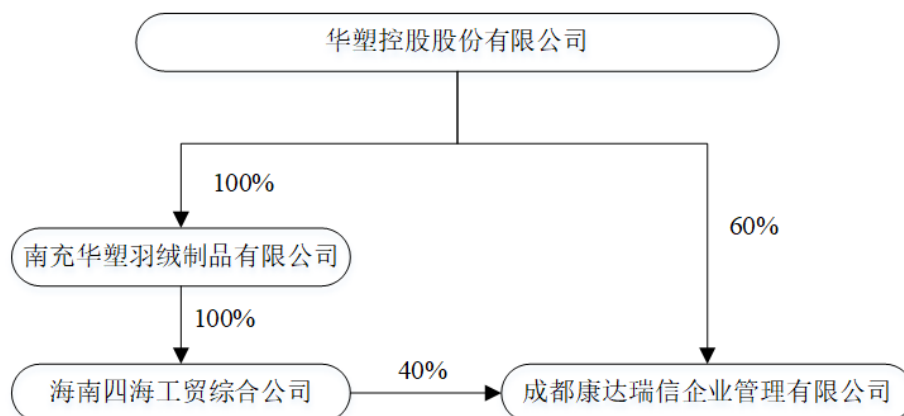 华塑控股股份有限公司
100%
60%
南充华塑羽绒制品有限公司
100%
海南四海工贸综合公司
40%
成都康达瑞信企业管理有限公司